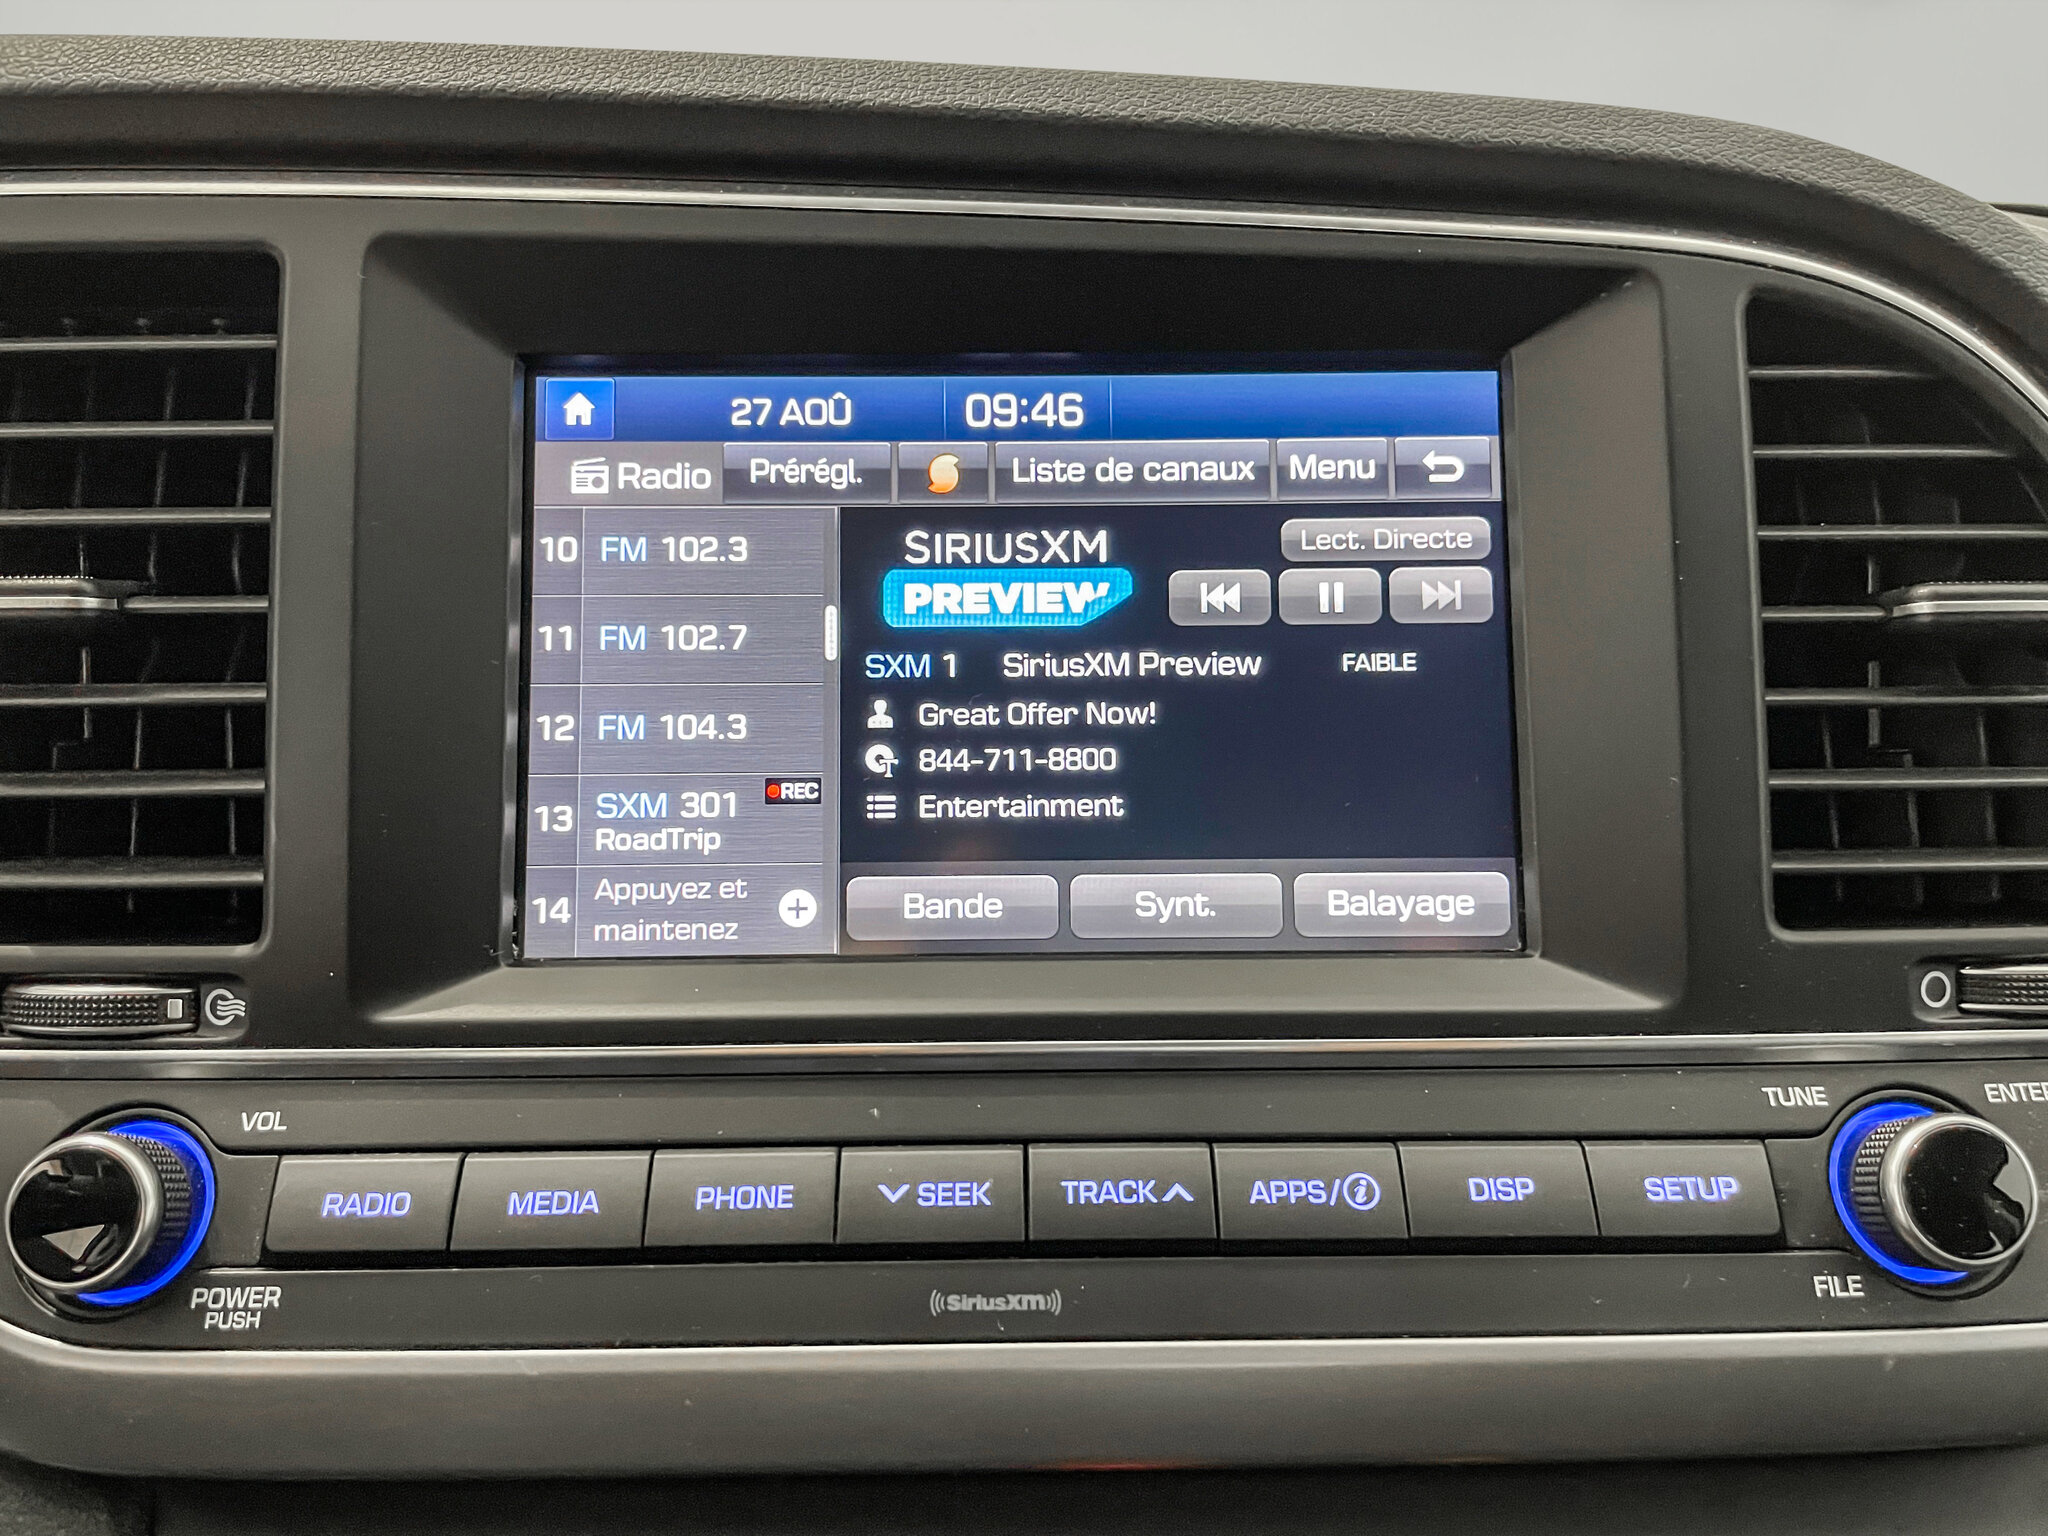 27 AOÛ 09:46
Radio Prérégl. Liste de canaux Menu
10 FM 102.3
11 FM 102.7
12 FM 104.3
13 SXM 301 REC
RoadTrip
14 Appuyez et
maintenez
SIRIUSXM
PREVIEW
Lect. Directe
SXM 1 SiriusXM Preview FAIBLE
Great Offer Now!
844-711-8800
Entertainment
Bande Synt. Balayage
VOL
TUNE
ENTER
RADIO MEDIA PHONE SEEK TRACK APPS/i DISP SETUP
POWER
PUSH
((SiriusXM))
FILE